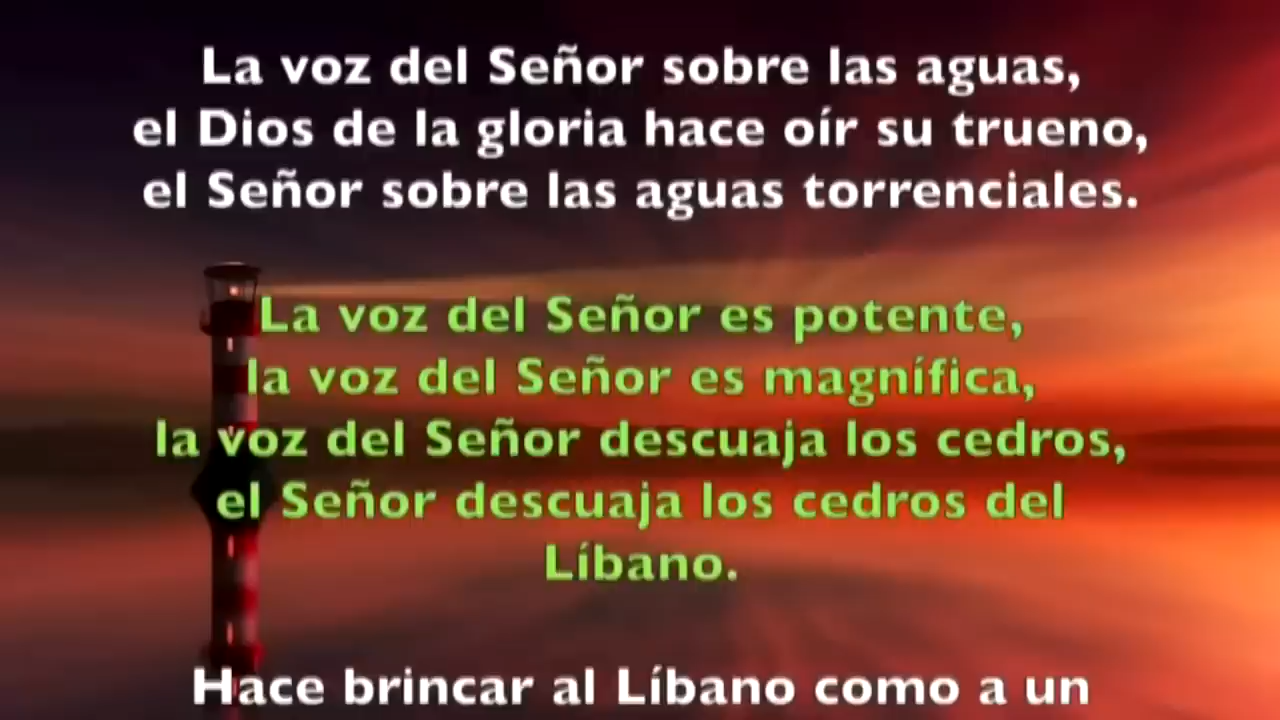 La voz del Señor sobre las aguas,
el Dios de la gloria hace oír su trueno,
el Señor sobre las aguas torrenciales.
La voz del Señor es potente,
la voz del Señor es magnífica,
la voz del Señor descuaja los cedros,
el Señor descuaja los cedros del
Líbano.
Hace brincar al Líbano como a un